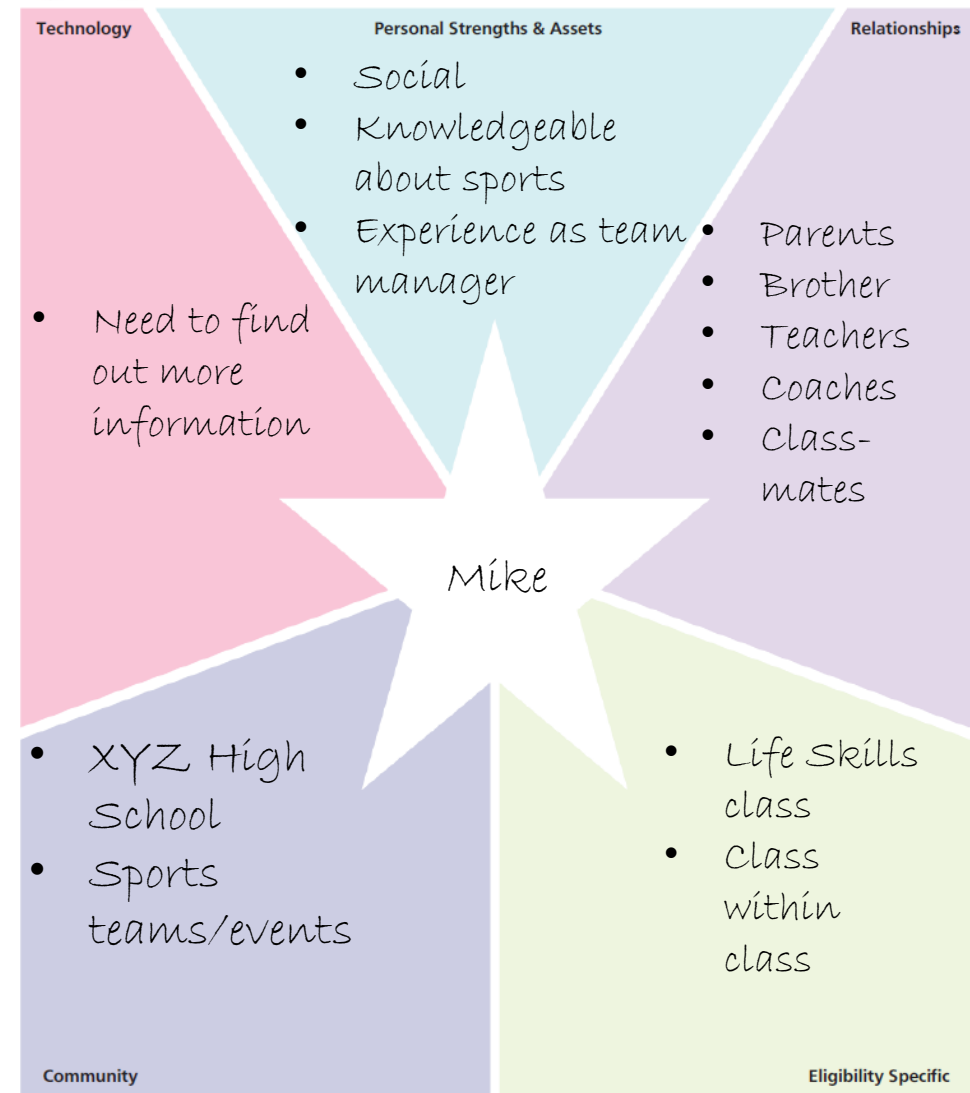 Technology
Personal Strengths & Assets
Relationships
• Social
• Knowledgeable
about sports
• Experience as team
manager
• Parents
• Brother
• Teachers
• Coaches
• Class-
mates
• Need to find
out more
information
Mike
• XYZ High
School
• Sports
teams/events
• Life Skills
class
• Class
within
class
Community
Eligibility Specific